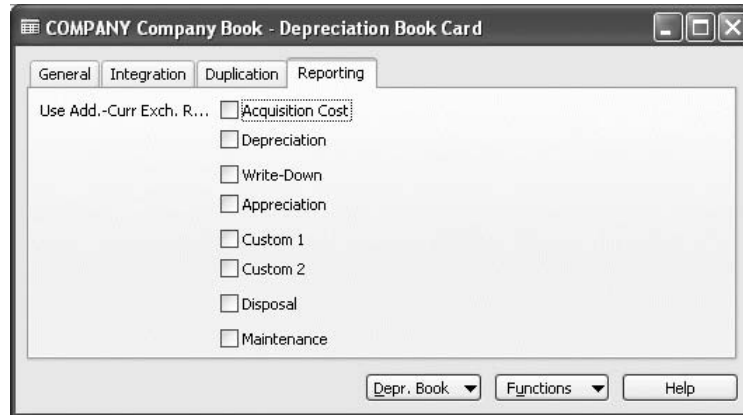 COMPANY Company Book - Depreciation Book Card
General Integration Duplication Reporting
Use Add.-Curr Exch. R... Acquisition Cost
Depreciation
Write-Down
Appreciation
Custom 1
Custom 2
Disposal
Maintenance
Depr. Book Functions Help